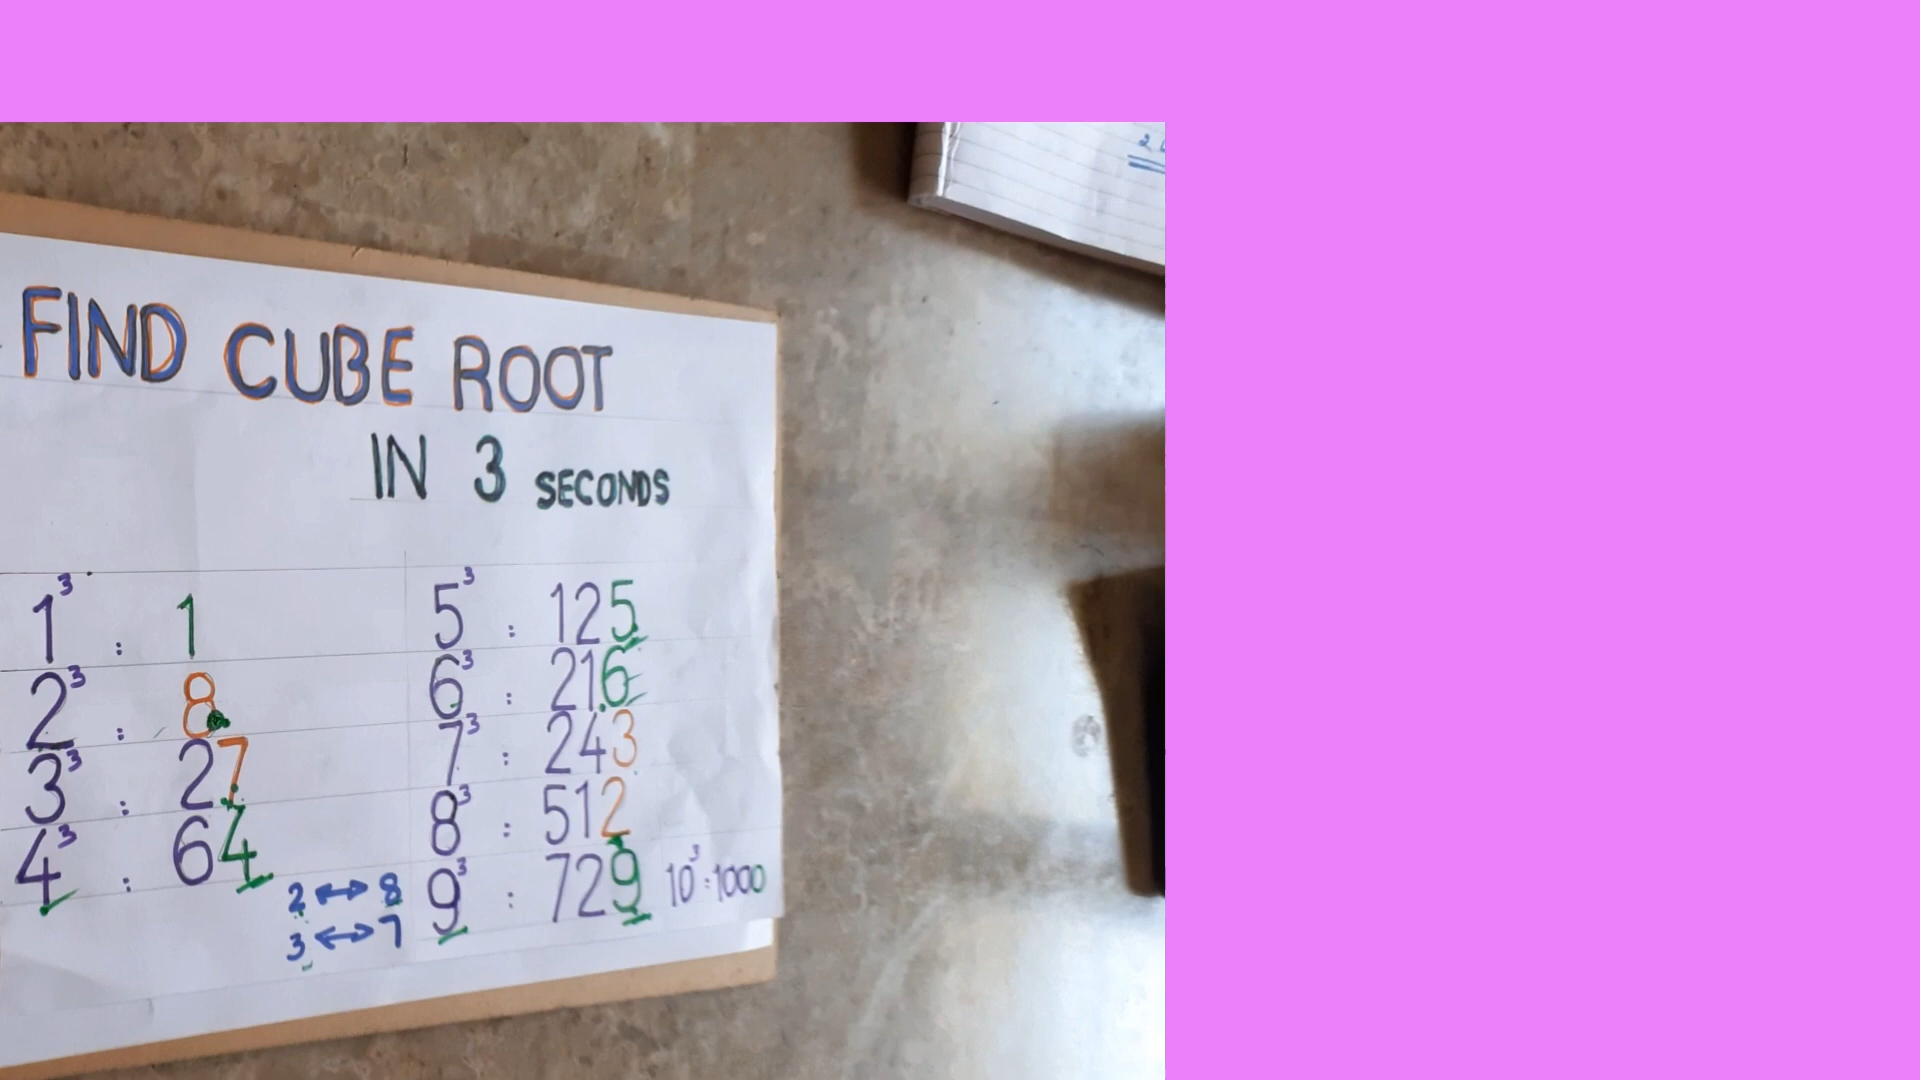 FIND CUBE ROOT
IN 3 SECONDS
1³ : 1
2³ : 8
3³ : 27
4³ : 64
2 ↔ 8
3 ↔ 7
5³ : 125
6³ : 216
7³ : 243
8³ : 512
9³ : 729
10³ : 1000